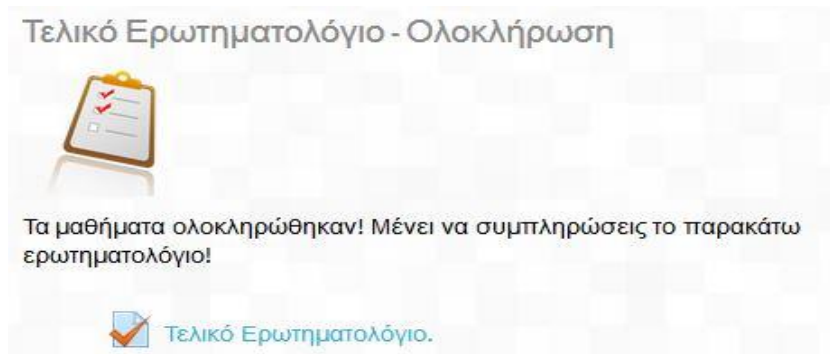 Τελικό Ερωτηματολόγιο - Ολοκλήρωση
Τα μαθήματα ολοκληρώθηκαν! Μένει να συμπληρώσεις το παρακάτω
ερωτηματολόγιο!
Τελικό Ερωτηματολόγιο.